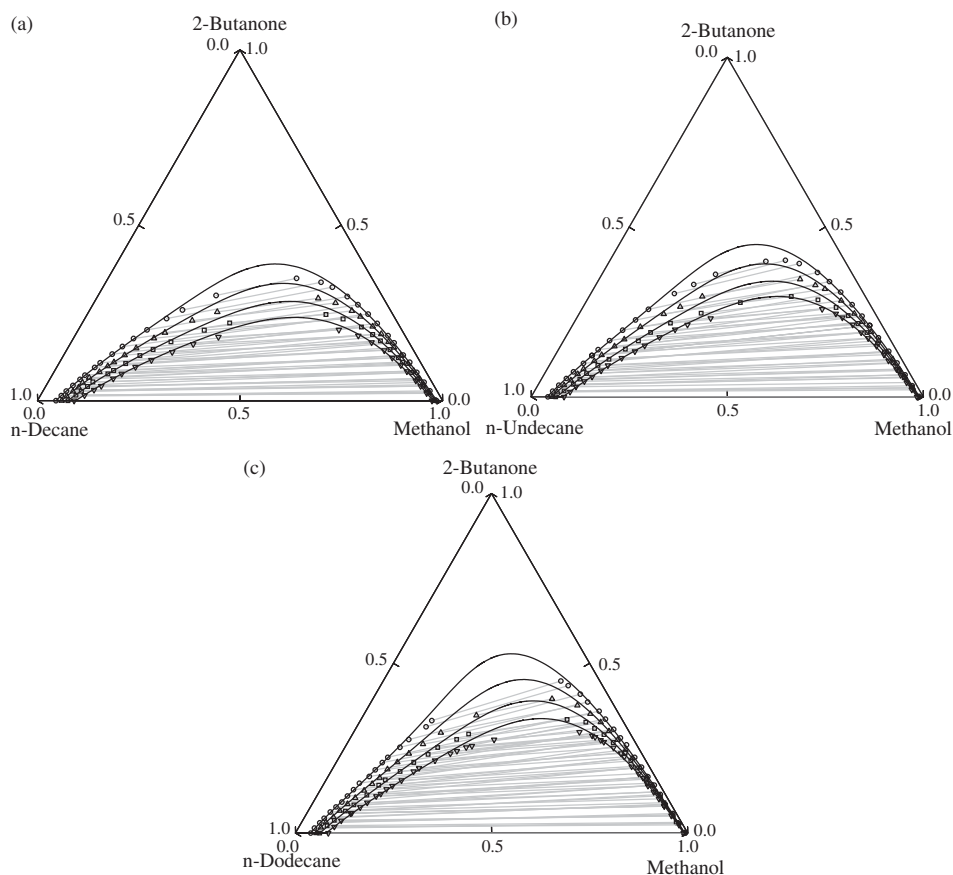 (a)
2-Butanone
0.0 1.0
0.5 0.5
1.0 0.0
0.0 0.5 1.0
n-Decane Methanol
(b)
2-Butanone
0.0 1.0
0.5 0.5
1.0 0.0
0.0 0.5 1.0
n-Undecane Methanol
(c)
2-Butanone
0.0 1.0
0.5 0.5
1.0 0.0
0.0 0.5 1.0
n-Dodecane Methanol